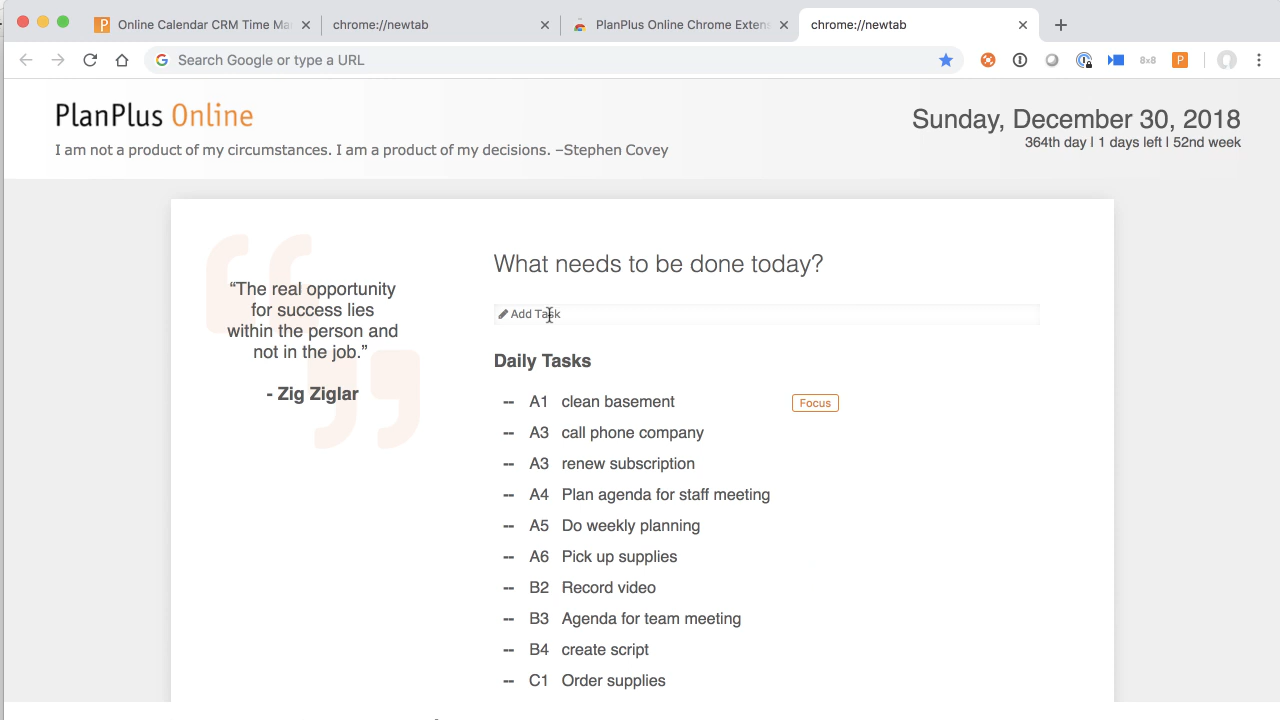 Online Calendar CRM Time Ma
chrome://newtab
PlanPlus Online Chrome Extens
chrome://newtab
Search Google or type a URL
8x8
P
PlanPlus Online
I am not a product of my circumstances. I am a product of my decisions. –Stephen Covey
Sunday, December 30, 2018
364th day | 1 days left | 52nd week
“The real opportunity
for success lies
within the person and
not in the job.”
- Zig Ziglar
What needs to be done today?
Add Task
Daily Tasks
-- A1 clean basement Focus
-- A3 call phone company
-- A3 renew subscription
-- A4 Plan agenda for staff meeting
-- A5 Do weekly planning
-- A6 Pick up supplies
-- B2 Record video
-- B3 Agenda for team meeting
-- B4 create script
-- C1 Order supplies